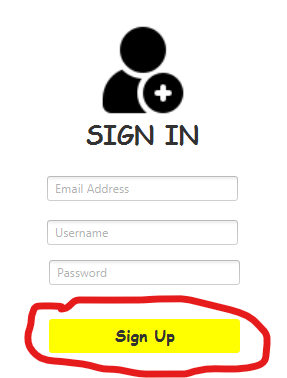 SIGN IN
Email Address
Username
Password
Sign Up